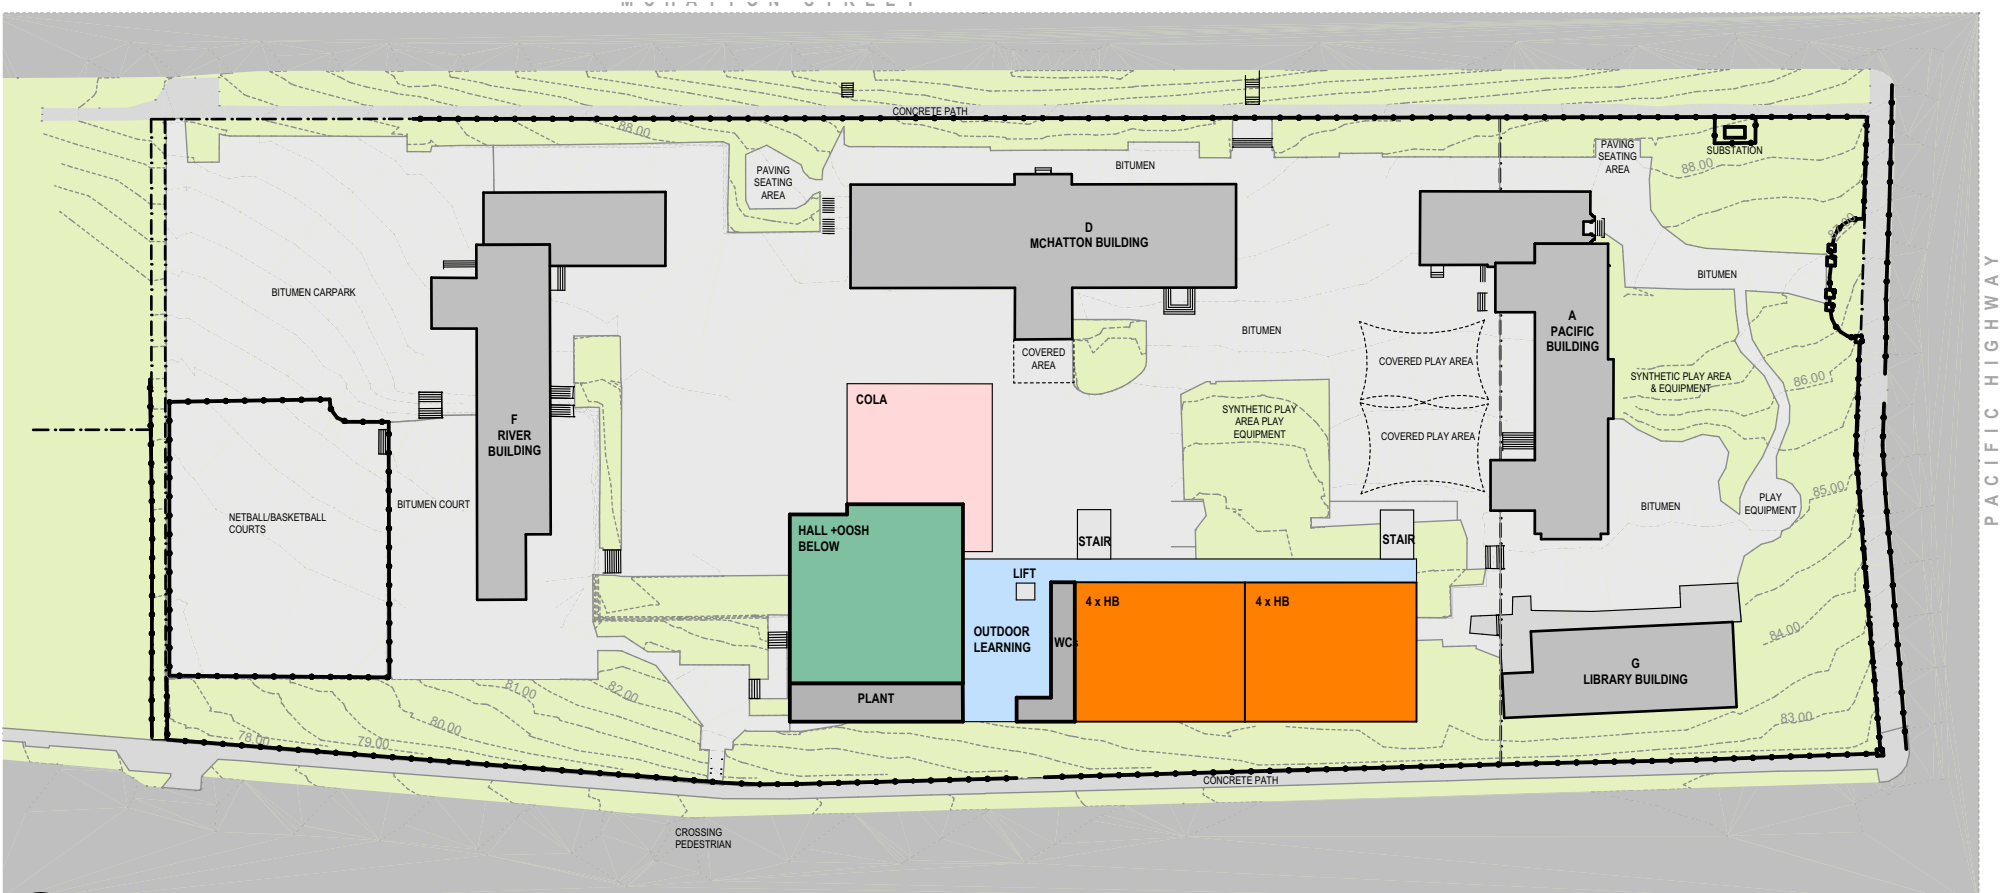 MCHATTON STREET
CONCRETE PATH
88.00
BITUMEN
PAVING
SEATING
AREA
SUBSTATION
88.00
PAVING
SEATING
AREA
D
MCHATTON BUILDING
BITUMEN
BITUMEN CARPARK
A
PACIFIC
BUILDING
BITUMEN
COVERED
AREA
COVERED PLAY AREA
SYNTHETIC PLAY AREA
& EQUIPMENT
86.00
COLA
SYNTHETIC PLAY
AREA PLAY
EQUIPMENT
COVERED PLAY AREA
F
RIVER
BUILDING
PACIFIC HIGHWAY
85.00
BITUMEN COURT
NETBALL/BASKETBALL
COURTS
PLAY
EQUIPMENT
BITUMEN
HALL +OOSH
BELOW
STAIR
STAIR
LIFT
4 x HB
4 x HB
OUTDOOR
LEARNING
WC
84.00
G
LIBRARY BUILDING
PLANT
81.00
82.00
80.00
83.00
78.00
79.00
CONCRETE PATH
CROSSING
PEDESTRIAN